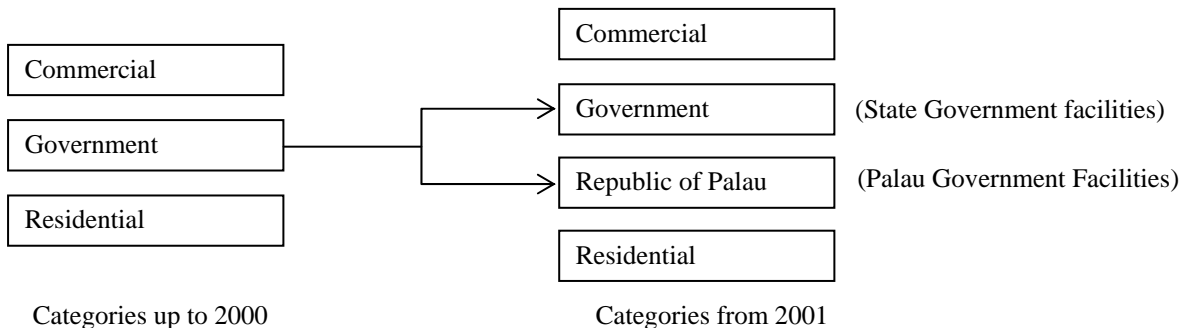 Commercial
Government
Residential
Categories up to 2000
Commercial
Government (State Government facilities)
Republic of Palau (Palau Government Facilities)
Residential
Categories from 2001